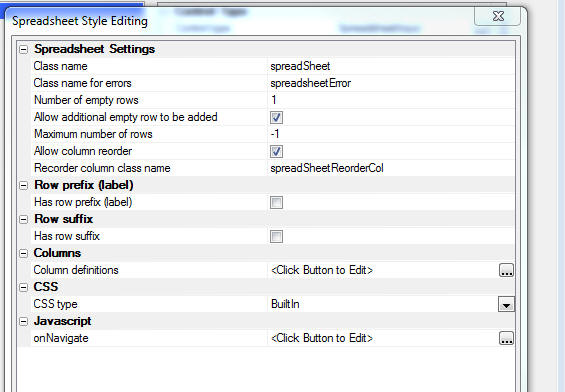 Spreadsheet Style Editing
Spreadsheet Settings
Class name spreadSheet
Class name for errors spreadsheetError
Number of empty rows 1
Allow additional empty row to be added
Maximum number of rows -1
Allow column reorder
Recorder column class name spreadSheetReorderCol
Row prefix (label)
Has row prefix (label)
Row suffix
Has row suffix
Columns
Column definitions <Click Button to Edit> ...
CSS
CSS type BuiltIn
Javascript
onNavigate <Click Button to Edit> ...